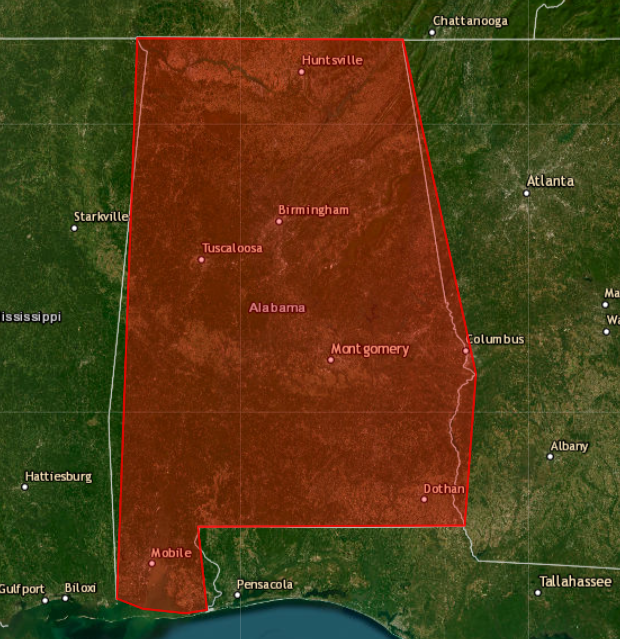 Chattanooga
Huntsville
Atlanta
Birmingham
Starkville
Tuscaloosa
Ma
Alabama
ississippi
Wa
Columbus
Montgomery
Albany
Hattiesburg
Dothan
Mobile
Tallahassee
Gulfport
Biloxi
Pensacola